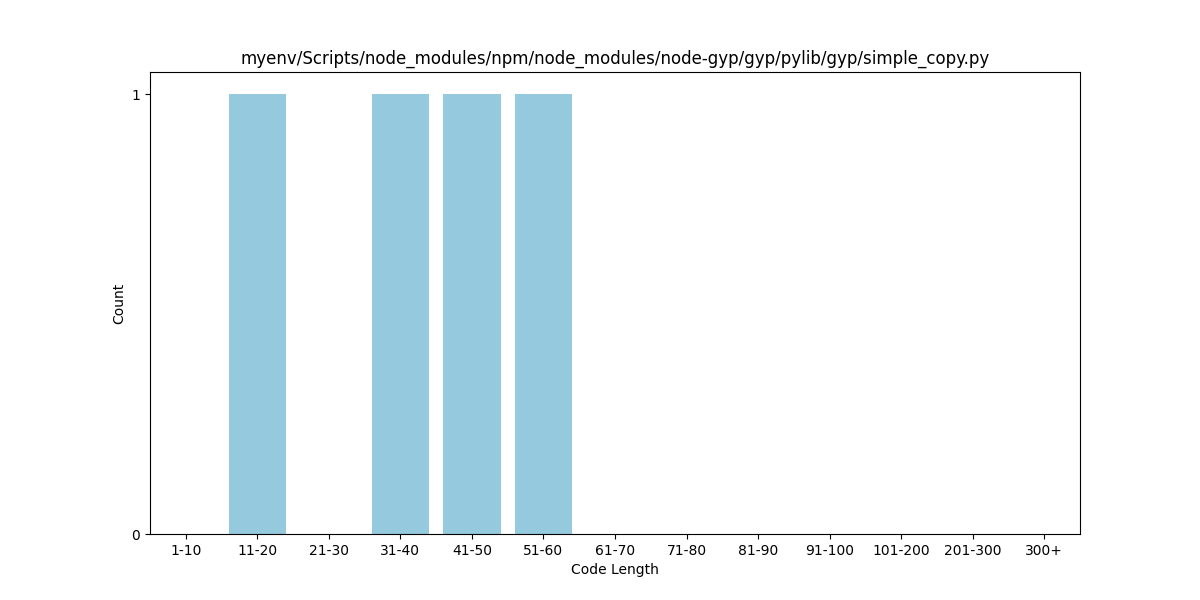 myenv/Scripts/node_modules/npm/node_modules/node-gyp/gyp/pylib/gyp/simple_copy.py
1
Count
0
1-10 11-20 21-30 31-40 41-50 51-60 61-70 71-80 81-90 91-100 101-200 201-300 300+
Code Length